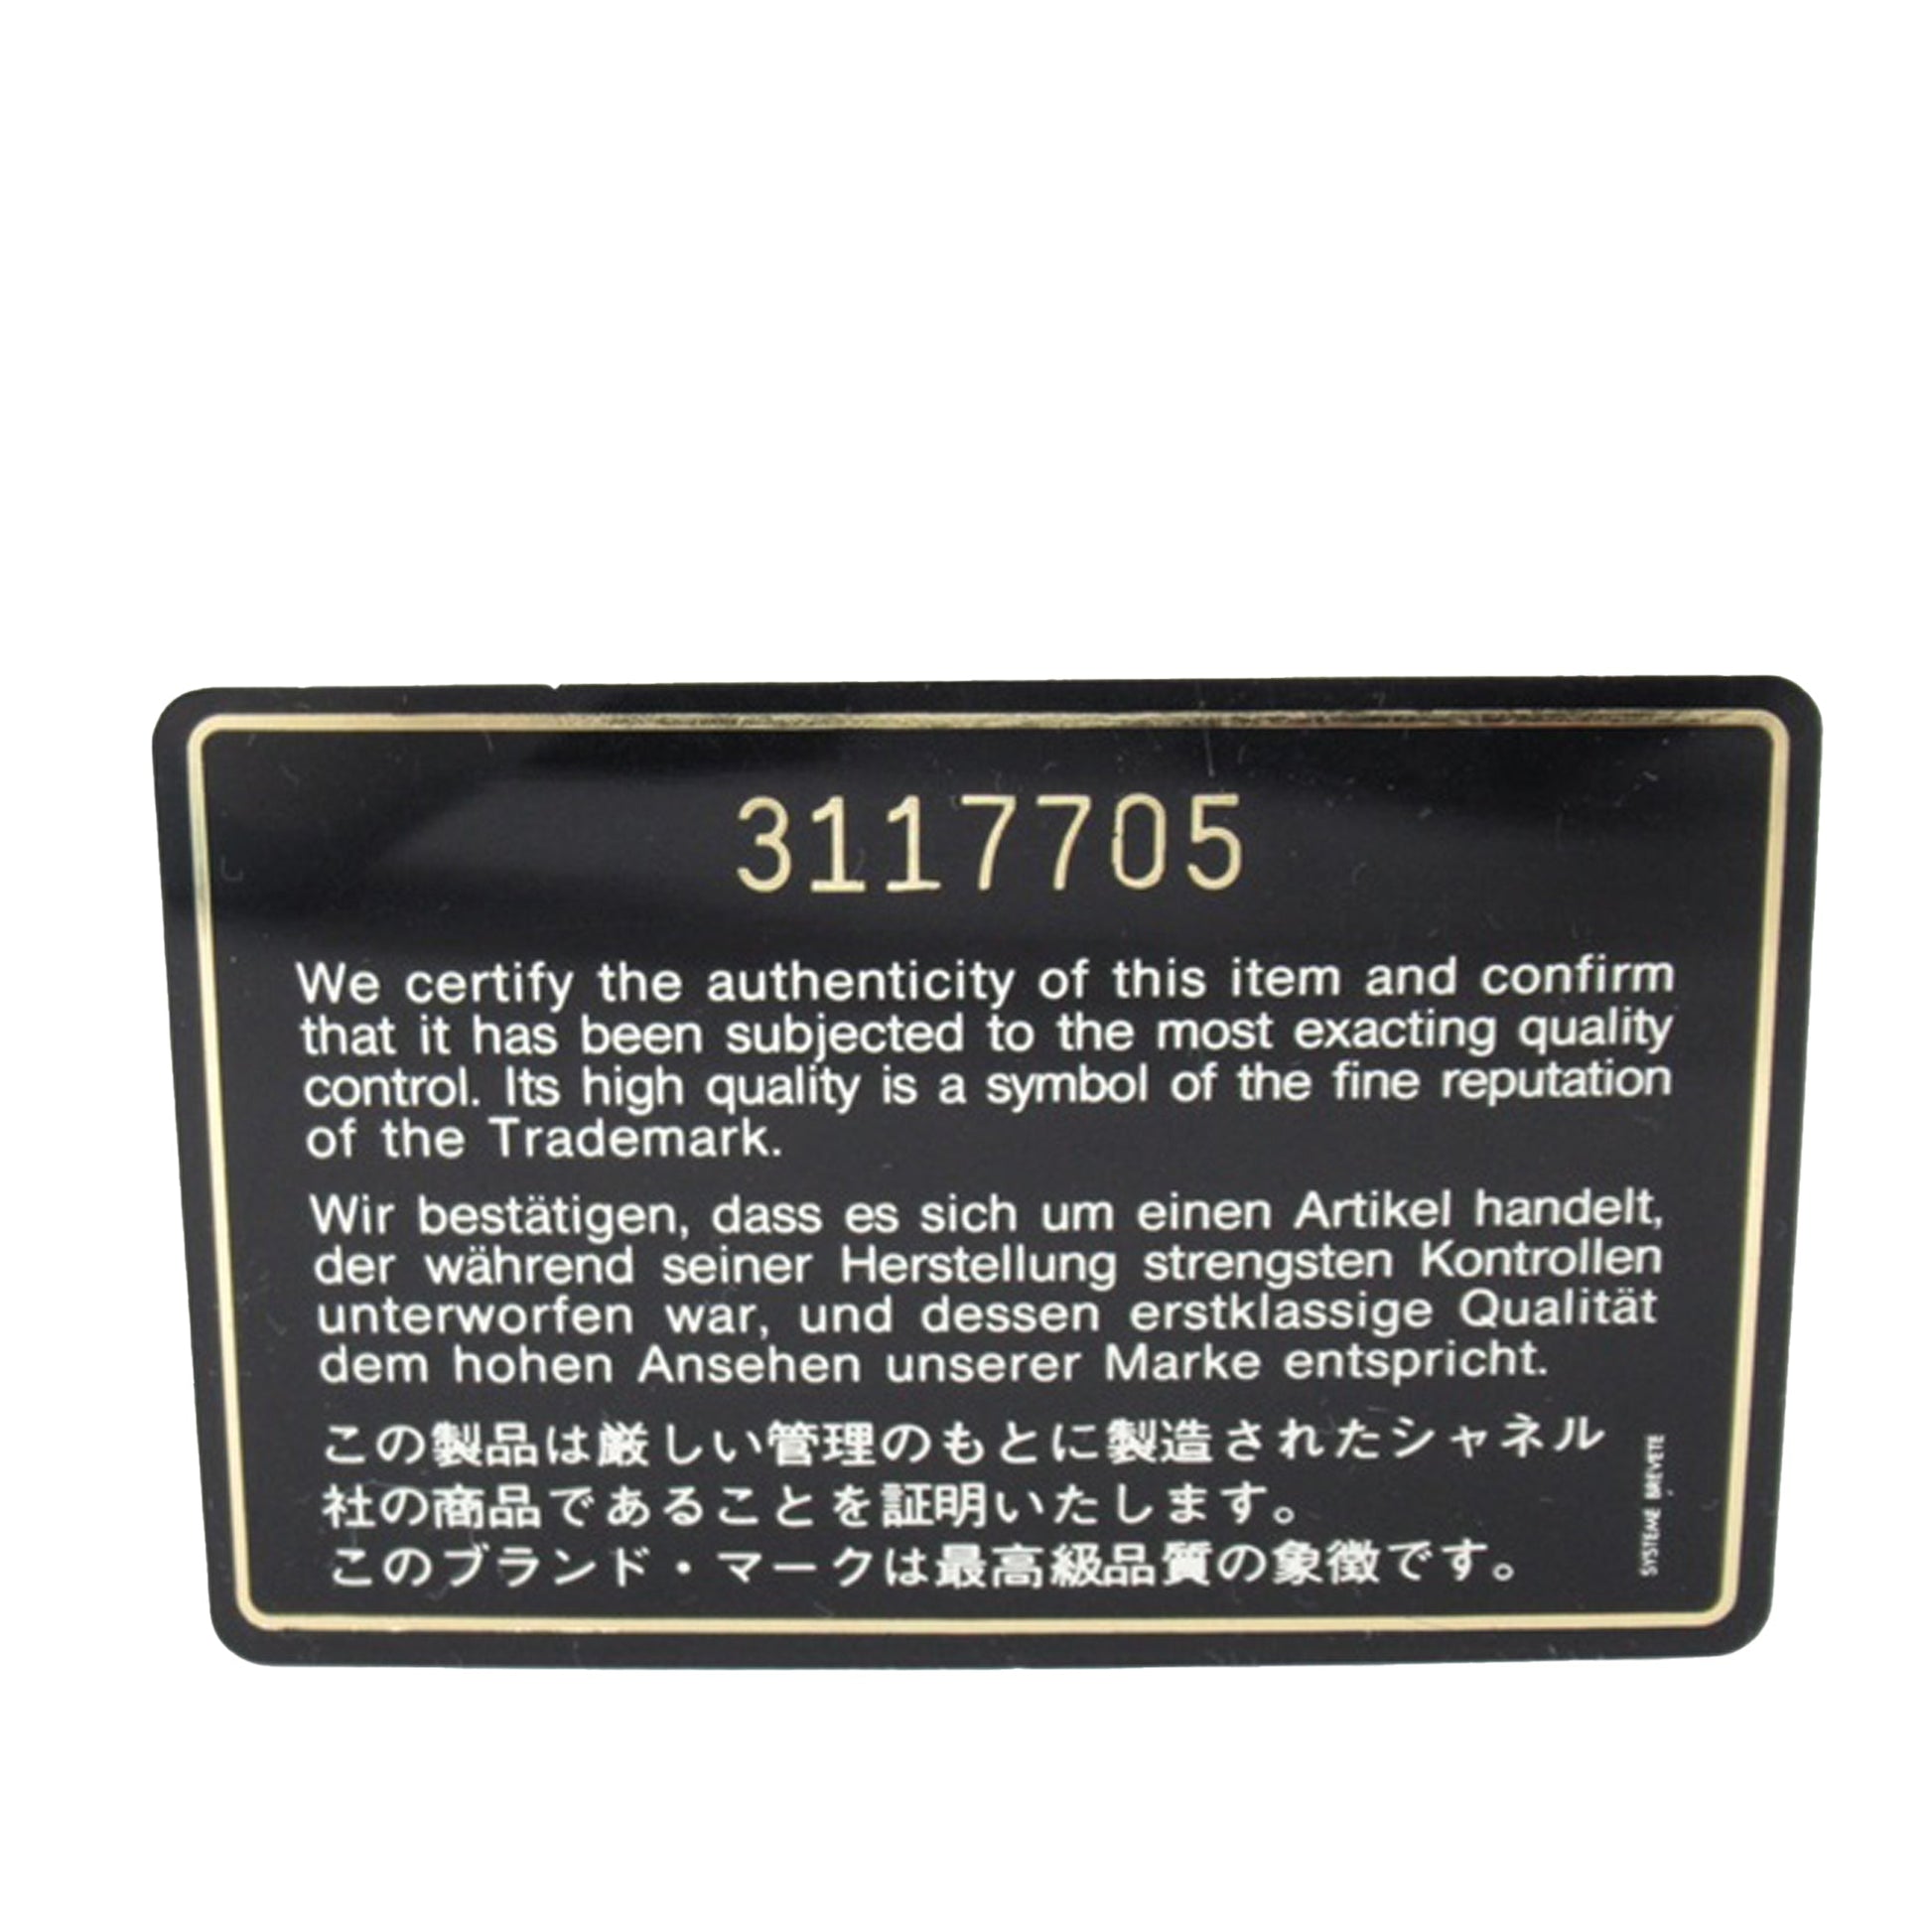 3117705
We certify the authenticity of this item and confirm
that it has been subjected to the most exacting quality
control. Its high quality is a symbol of the fine reputation
of the Trademark.
Wir bestätigen, dass es sich um einen Artikel handelt,
der während seiner Herstellung strengsten Kontrollen
unterworfen war, und dessen erstklassige Qualität
dem hohen Ansehen unserer Marke entspricht.
この製品は厳しい管理のもとに製造されたシャネル
社の商品であることを証明いたします。
このブランド・マークは最高級品質の象徴です。
SYSTEME BREVETE